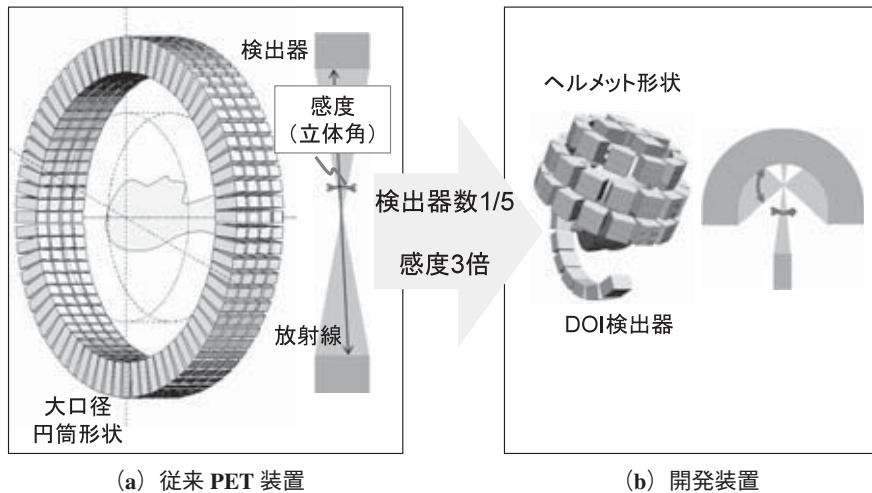 検出器
感度
（立体角）
放射線
大口径
円筒形状
検出器数1/5
感度3倍
ヘルメット形状
DOI検出器
（a）従来 PET 装置
（b）開発装置